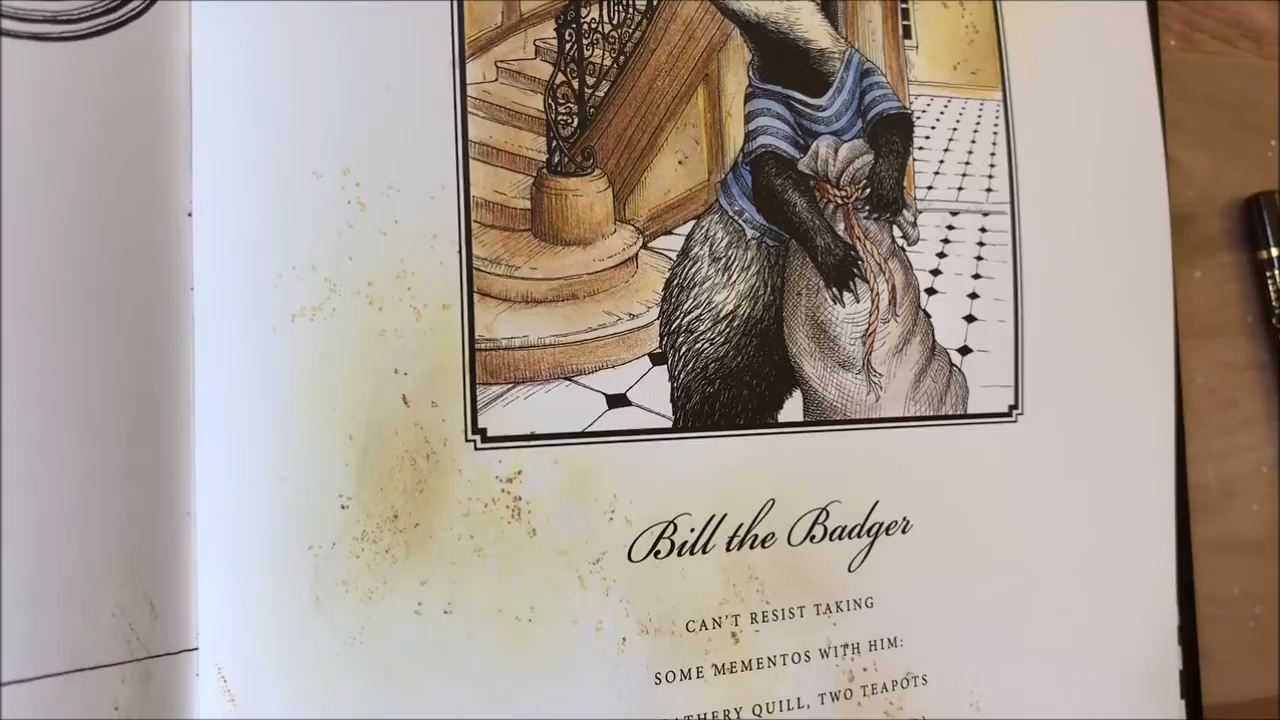 Bill the Badger
CAN'T RESIST TAKING
SOME MEMENTOS WITH HIM:
QUILL, TWO TEAPOTS